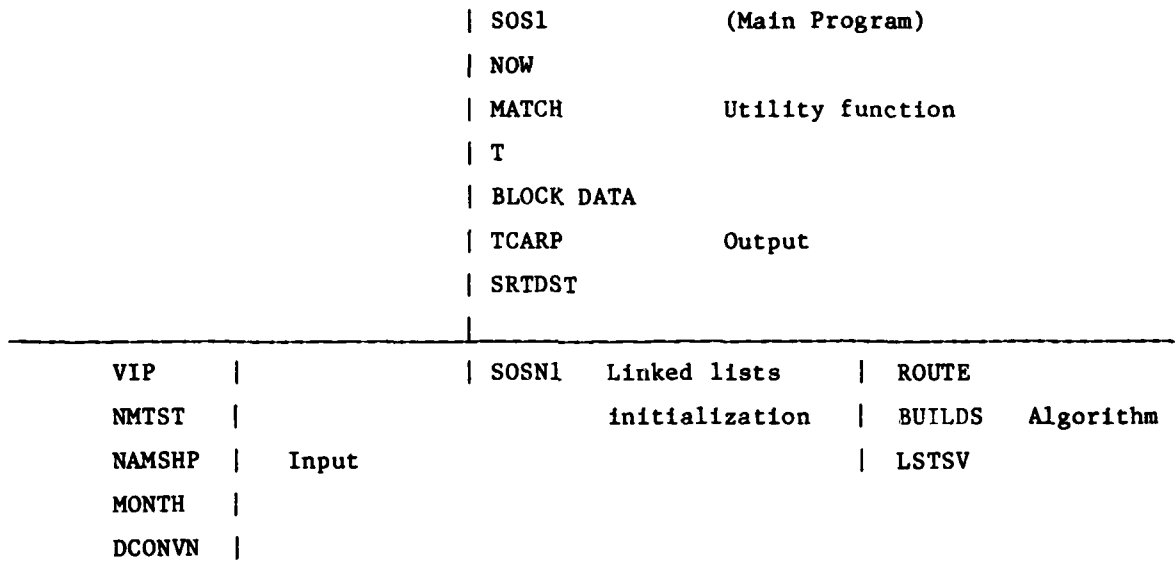 | SOS1 (Main Program)
| NOW
| MATCH Utility function
| T
| BLOCK DATA
| TCARP Output
| SRTDST
|
VIP | | SOSN1 Linked lists | ROUTE
NMTST | initialization | BUILDS Algorithm
NAMSHP | Input | LSTSV
MONTH |
DCONVN |